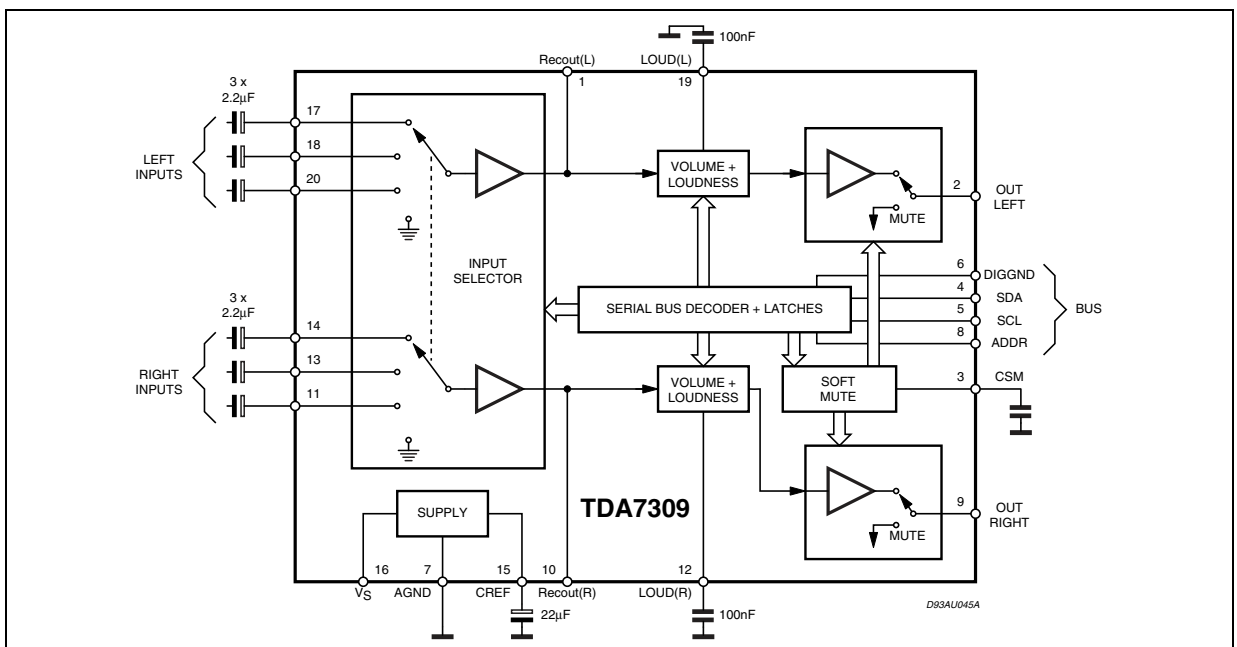 100nF
Recout(L)
LOUD(L)
1
19
3 x
2.2µF
17
18
20
LEFT
INPUTS
VOLUME +
LOUDNESS
2
OUT
LEFT
MUTE
INPUT
SELECTOR
6
DIGGND
4
SDA
5
SCL
8
ADDR
BUS
SERIAL BUS DECODER + LATCHES
3 x
2.2µF
14
13
11
RIGHT
INPUTS
VOLUME +
LOUDNESS
SOFT
MUTE
3
CSM
TDA7309
SUPPLY
9
OUT
RIGHT
MUTE
16
7
15
10
12
VS
AGND
CREF
Recout(R)
LOUD(R)
22µF
100nF
D93AU045A